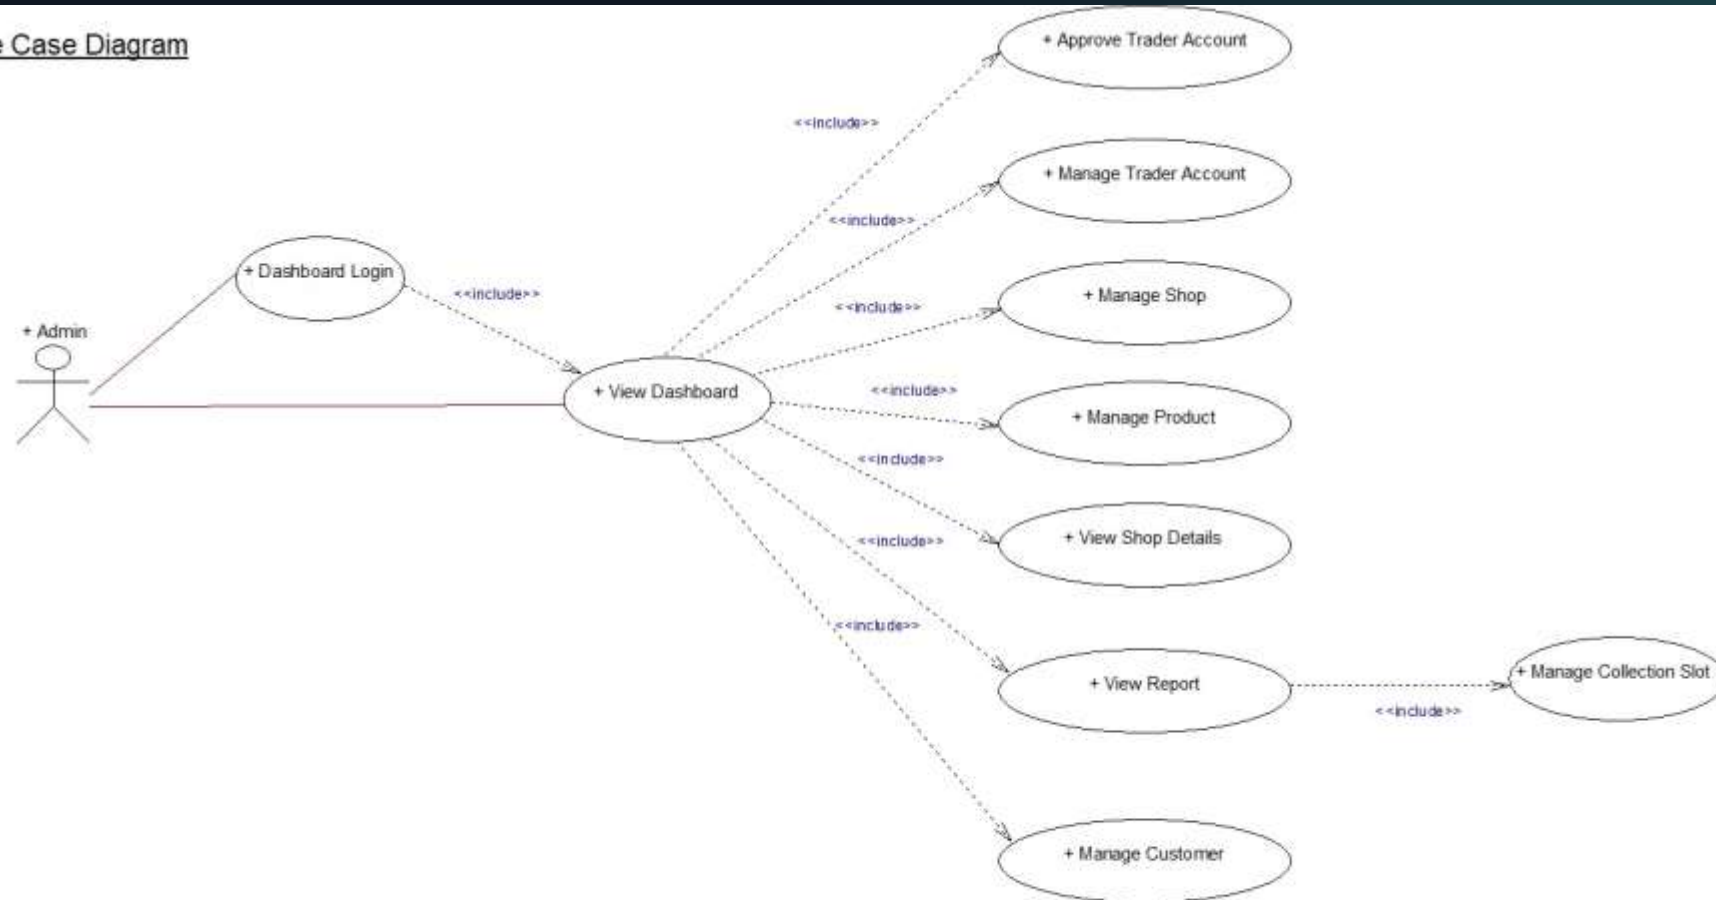 e Case Diagram
+ Approve Trader Account
<<include>>
+ Manage Trader Account
<<include>>
+ Dashboard Login
<<include>>
+ Manage Shop
<<include>>
+ Admin
+ View Dashboard
<<include>>
+ Manage Product
<<include>>
+ View Shop Details
<<include>>
<<include>>
+ View Report
+ Manage Collection Slot
<<include>>
+ Manage Customer